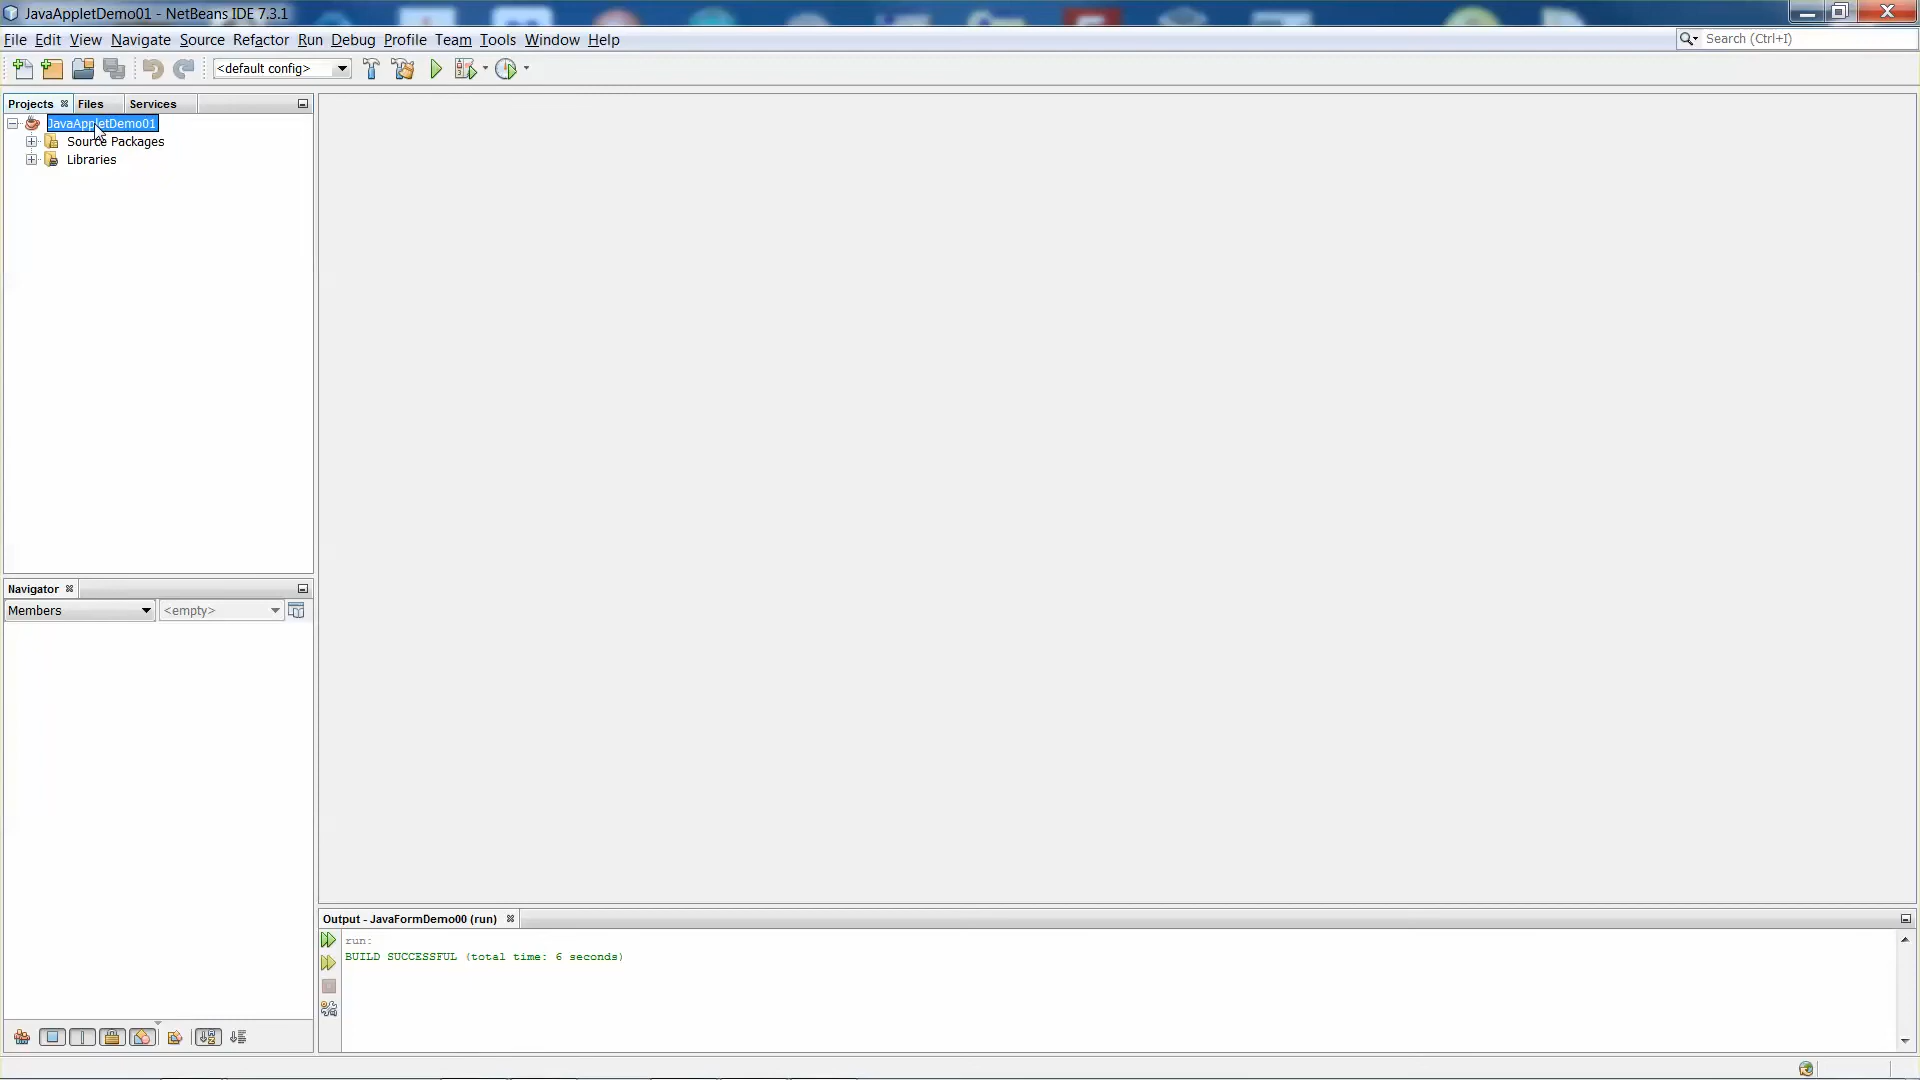 JavaAppletDemo01 - NetBeans IDE 7.3.1
File Edit View Navigate Source Refactor Run Debug Profile Team Tools Window Help
Search (Ctrl+I)
<default config>
Projects Files Services
JavaAppletDemo01
Source Packages
Libraries
Navigator
Members <empty>
Output - JavaFormDemo00 (run)
run:
BUILD SUCCESSFUL (total time: 6 seconds)